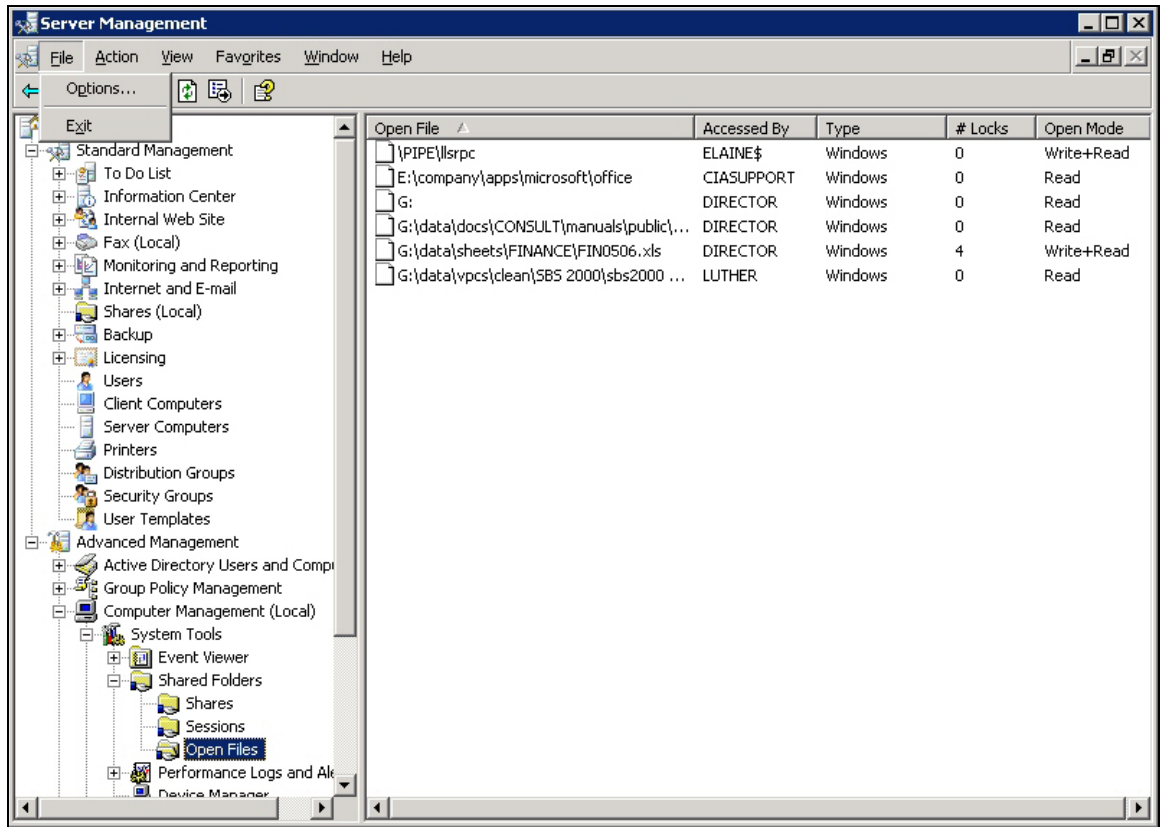 Server Management
File Action View Favorites Window Help
Options...
Exit
Standard Management
To Do List
Information Center
Internal Web Site
Fax (Local)
Monitoring and Reporting
Internet and E-mail
Shares (Local)
Backup
Licensing
Users
Client Computers
Server Computers
Printers
Distribution Groups
Security Groups
User Templates
Advanced Management
Active Directory Users and Compu
Group Policy Management
Computer Management (Local)
System Tools
Event Viewer
Shared Folders
Shares
Sessions
Open Files
Performance Logs and Ale
Device Manager
Open File Accessed By Type # Locks Open Mode
\PIPE\llsrpc ELAINE$ Windows 0 Write+Read
E:\company\apps\microsoft\office CIASUPPORT Windows 0 Read
G: DIRECTOR Windows 0 Read
G:\data\docs\CONSULT\manuals\public\... DIRECTOR Windows 0 Read
G:\data\sheets\FINANCE\FIN0506.xls DIRECTOR Windows 4 Write+Read
G:\data\vpcs\clean\SBS 2000\sbs2000 ... LUTHER Windows 0 Read